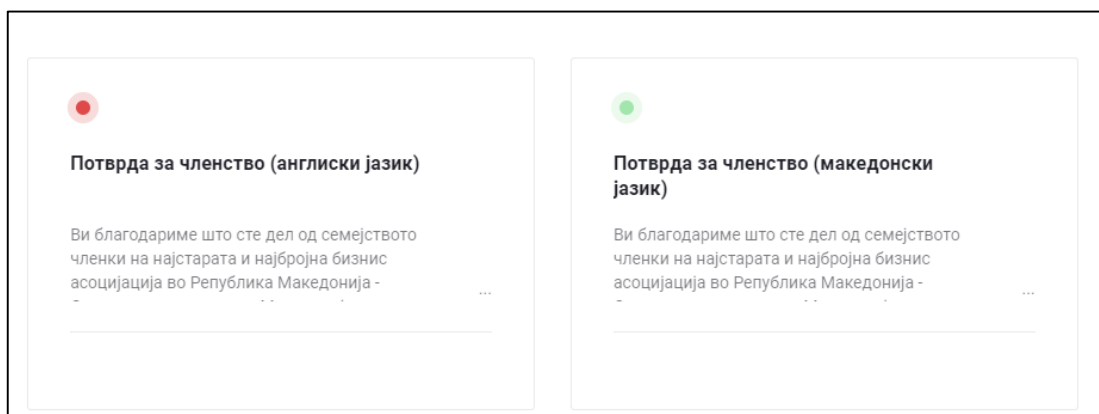 Потврда за членство (англиски јазик)
Ви благодариме што сте дел од семејството
членки на најстарата и најбројна бизнис
асоцијација во Република Македонија -
...
Потврда за членство (македонски
јазик)
Ви благодариме што сте дел од семејството
членки на најстарата и најбројна бизнис
асоцијација во Република Македонија -
...